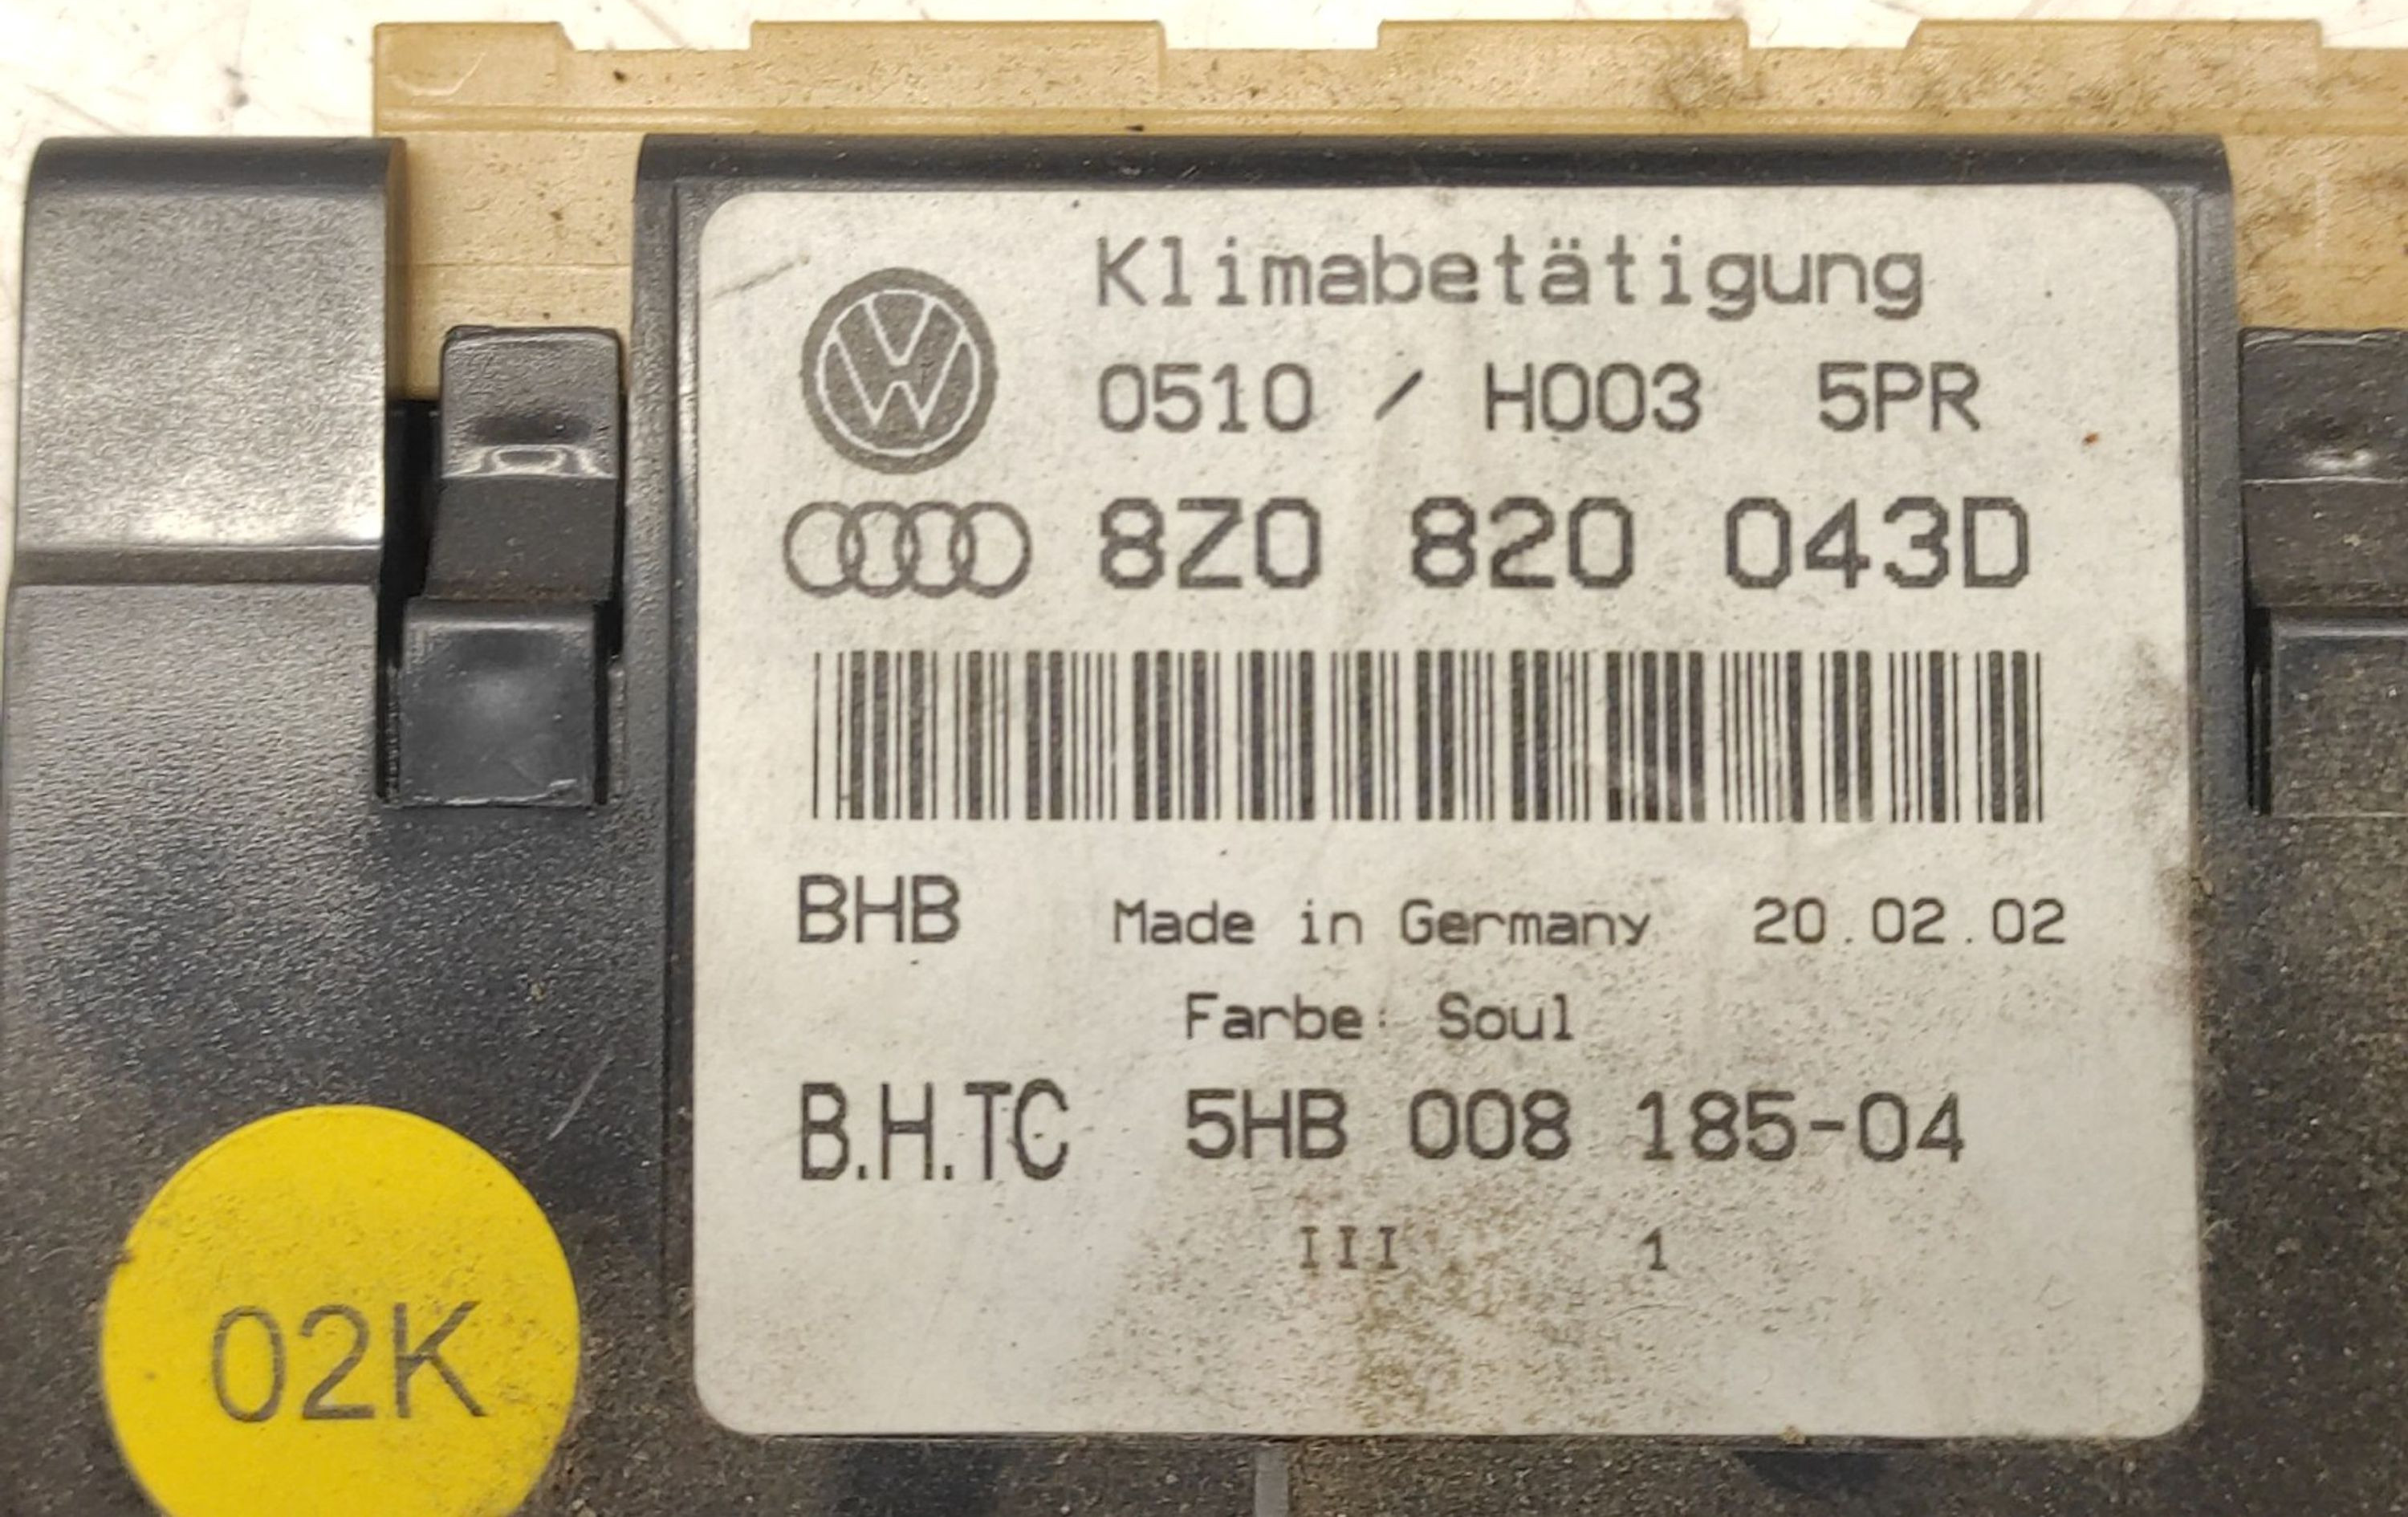 Klimabetätigung
0510 / H003 5PR
8Z0 820 043D
BHB Made in Germany 20.02.02
Farbe: Soul
B.H.TC 5HB 008 185-04
III 1
02K